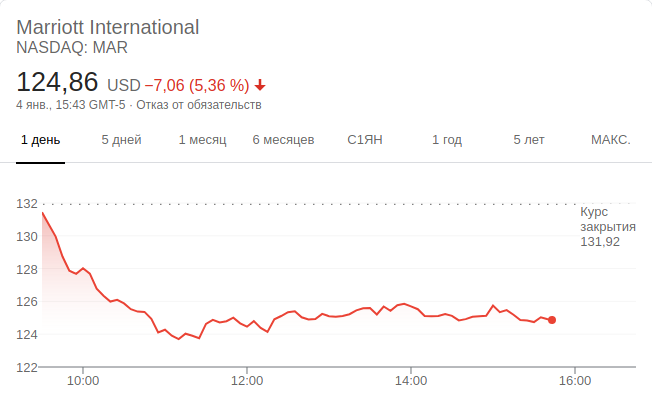 Marriott International
NASDAQ: MAR
124,86 USD −7,06 (5,36 %)
4 янв., 15:43 GMT-5 · Отказ от обязательств
1 день 5 дней 1 месяц 6 месяцев С1ЯН 1 год 5 лет МАКС.
132
Курс
закрытия
131,92
130
128
126
124
122
10:00 12:00 14:00 16:00